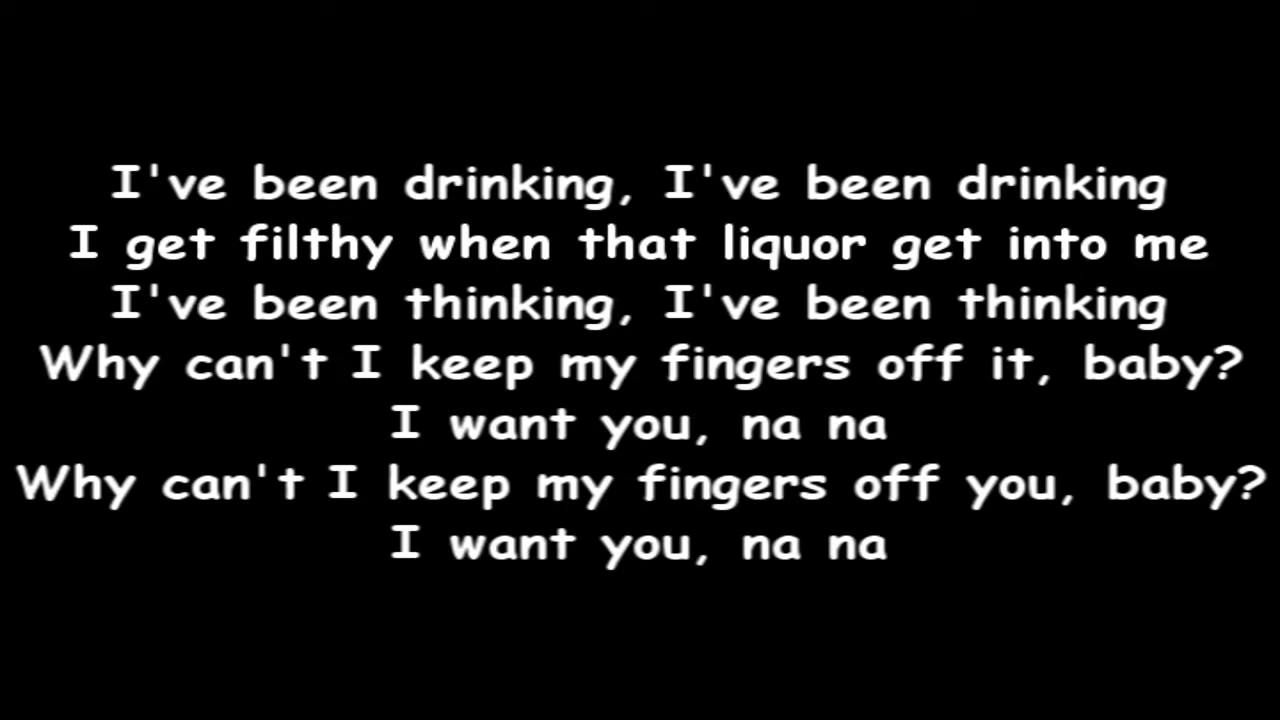 I've been drinking, I've been drinking
I get filthy when that liquor get into me
I've been thinking, I've been thinking
Why can't I keep my fingers off it, baby?
I want you, na na
Why can't I keep my fingers off you, baby?
I want you, na na